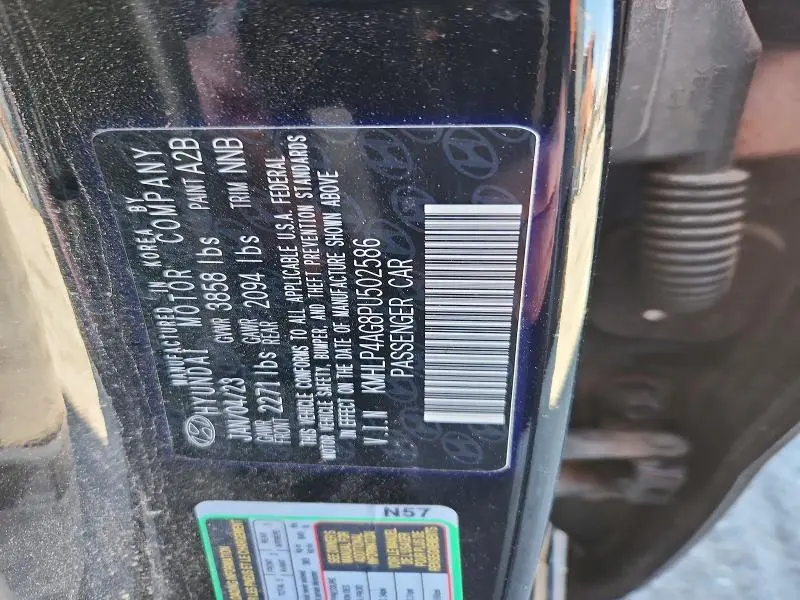 MANUFACTURED IN KOREA BY
HYUNDAI MOTOR COMPANY
JAN/04/23 GVWR 3858 lbs PAINT A2B
GAWR FRONT 2271 lbs GAWR REAR 2094 lbs TRIM NNB
THIS VEHICLE CONFORMS TO ALL APPLICABLE U.S.A. FEDERAL
MOTOR VEHICLE SAFETY, BUMPER, AND THEFT PREVENTION STANDARDS
IN EFFECT ON THE DATE OF MANUFACTURE SHOWN ABOVE
V.I.N KMHLP4AG8PU502586
PASSENGER CAR
N57